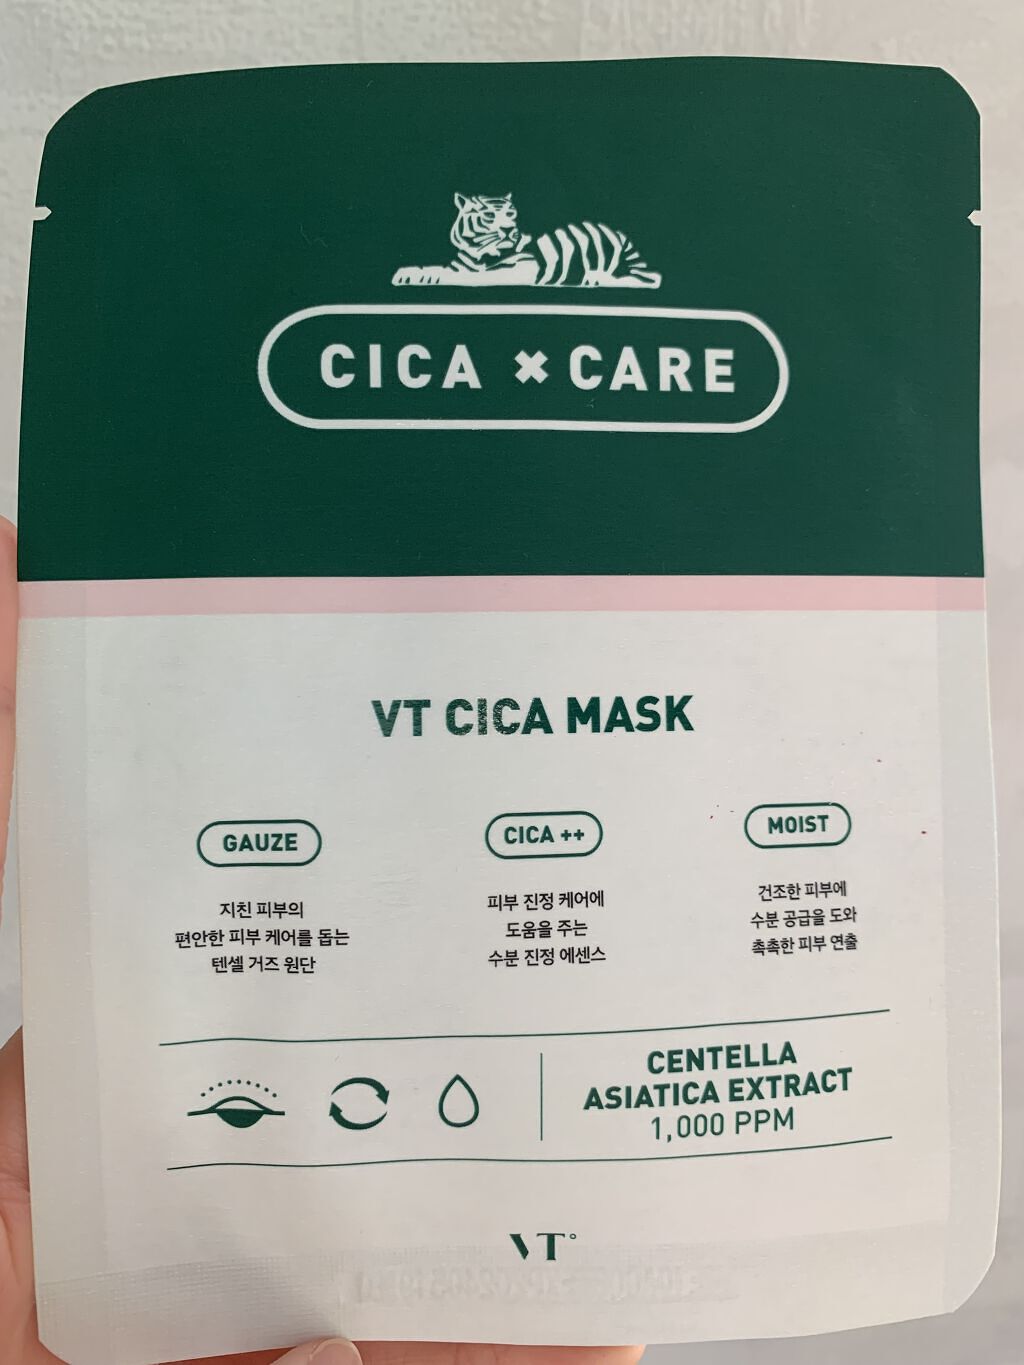 CICA × CARE
VT CICA MASK
GAUZE
지친 피부의
편안한 피부 케어를 돕는
텐셀 거즈 원단
CICA ++
피부 진정 케어에
도움을 주는
수분 진정 에센스
MOIST
건조한 피부에
수분 공급을 도와
촉촉한 피부 연출
CENTELLA
ASIATICA EXTRACT
1,000 PPM
VT